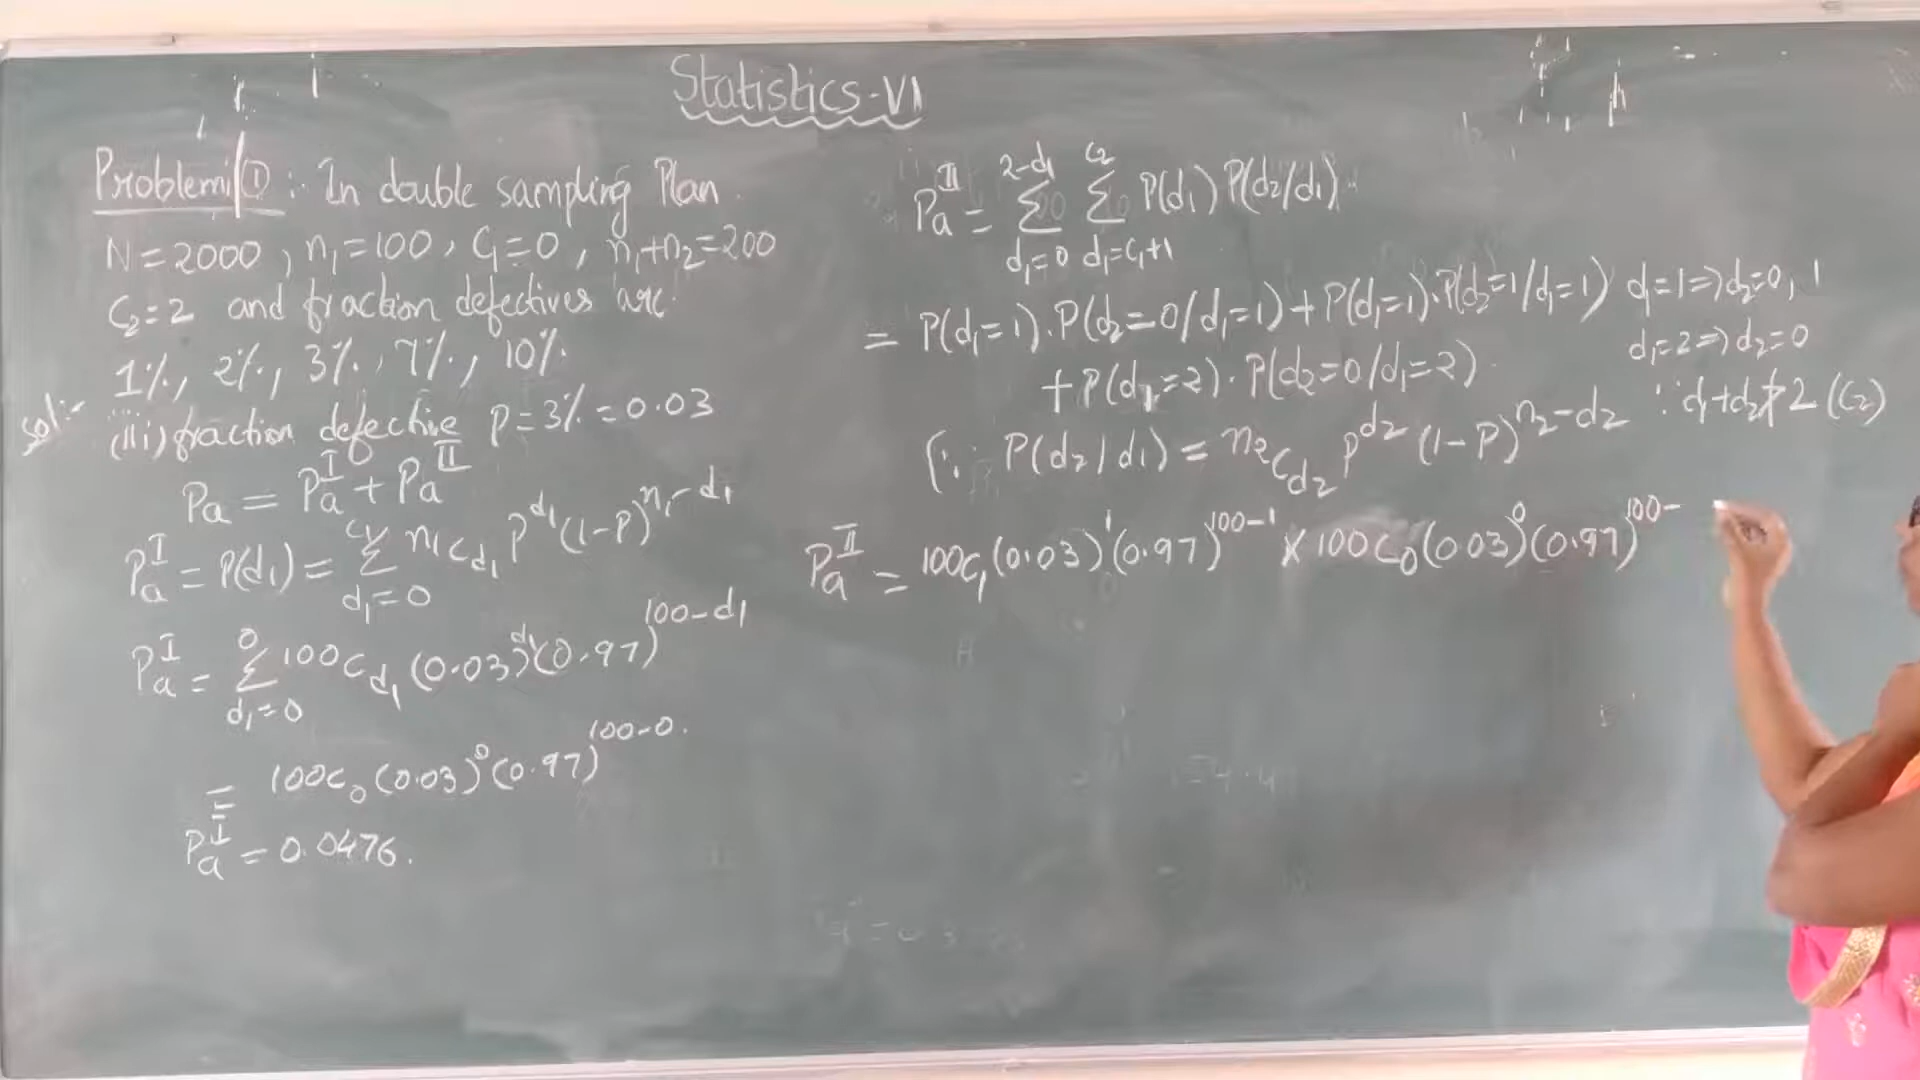 Statistics-VI
Problem:/① :- In double sampling Plan.
N=2000, n₁=100, C₁=0, n₁+n₂=200
C₂=2 and fraction defectives are.
1%, 2%, 3%, 7%, 10%.
Sol:- (iii) fraction defective P=3%=0.03
Pa = Pa^I + Pa^II
Pa^I = P(d₁) = Σ_{d₁=0}^{C₁} n₁C_{d₁} P^{d₁} (1-P)^{n₁-d₁}
Pa^I = Σ_{d₁=0}^{0} 100C_{d₁} (0.03)^{d₁} (0.97)^{100-d₁}
= 100C₀ (0.03)^0 (0.97)^{100-0}.
Pa^I = 0.0476.
Pa^II = Σ_{d₁=0}^{2-d₁} Σ_{d₁=C₁+1}^{C₂} P(d₁) P(d₂/d₁)
= P(d₁=1).P(d₂=0/d₁=1)+P(d₁=1).P(d₂=1/d₁=1)
+P(d₁=2).P(d₂=0/d₁=2)
d₁=1⇒d₂=0,1
d₁=2⇒d₂=0
∵ d₁+d₂≯2 (C₂)
(∵ P(d₂/d₁) = n₂C_{d₂} P^{d₂} (1-P)^{n₂-d₂}
Pa^II = 100C₁(0.03)^1(0.97)^{100-1} × 100C₀(0.03)^0(0.97)^{100-